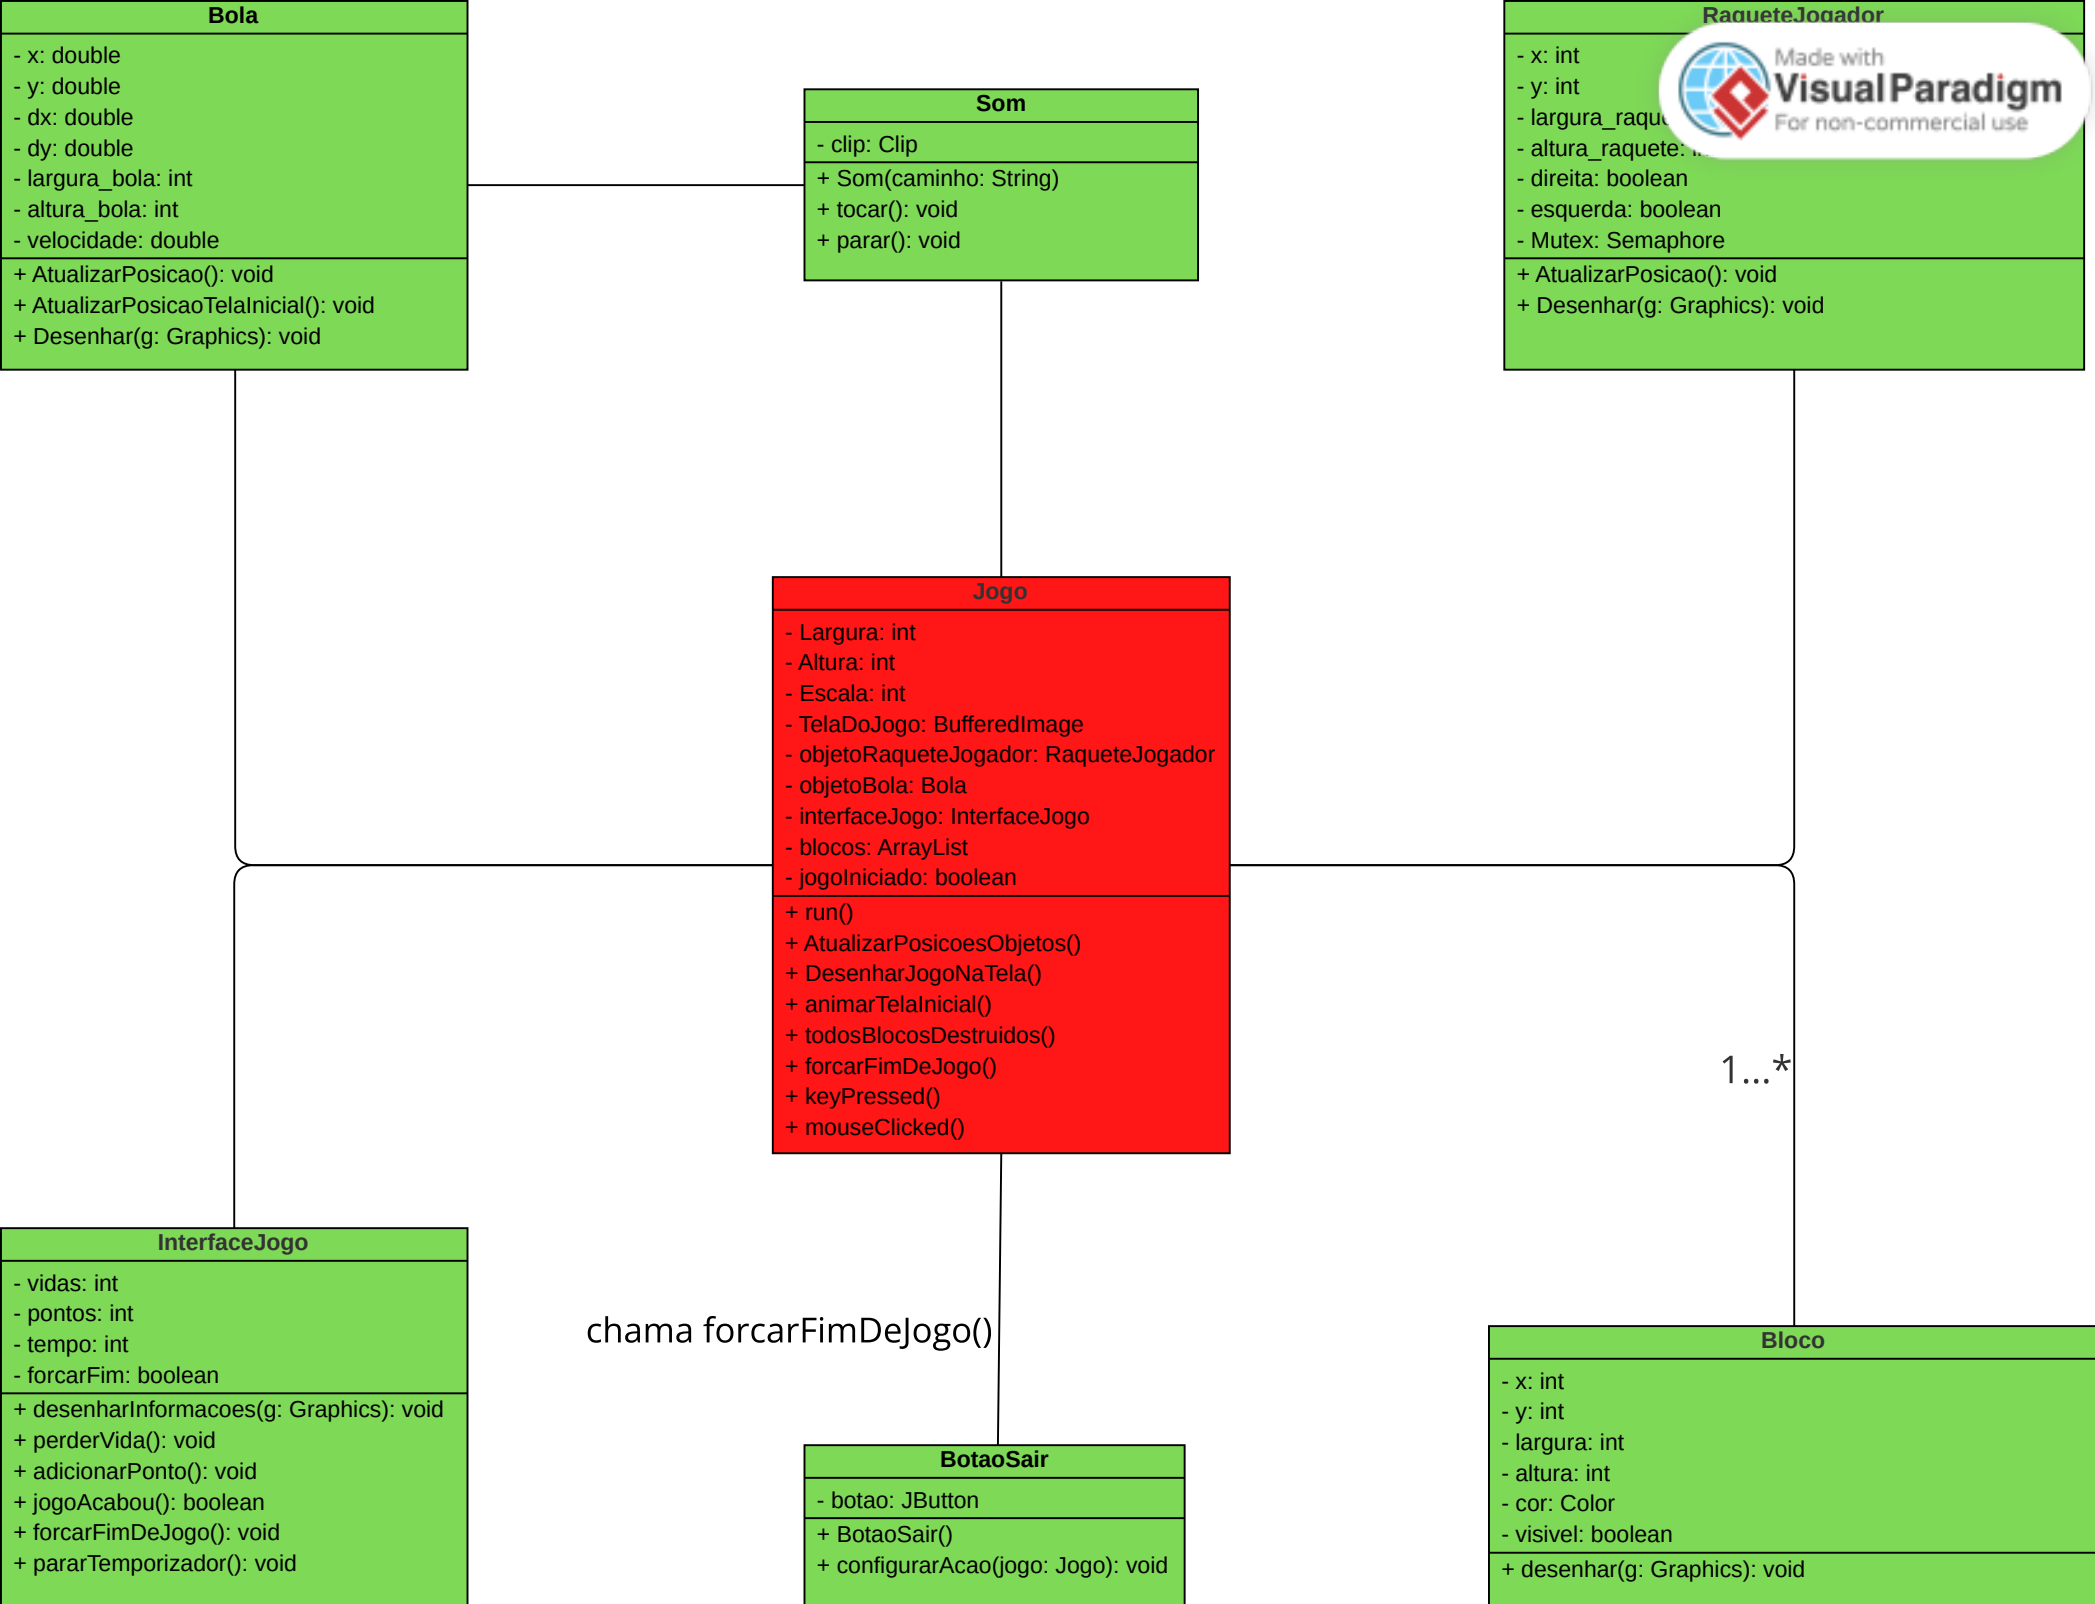 Bola
- x: double
- y: double
- dx: double
- dy: double
- largura_bola: int
- altura_bola: int
- velocidade: double
+ AtualizarPosicao(): void
+ AtualizarPosicaoTelaInicial(): void
+ Desenhar(g: Graphics): void
Som
- clip: Clip
+ Som(caminho: String)
+ tocar(): void
+ parar(): void
RaqueteJogador
- x: int
- y: int
- altura_raquete:
- direita: boolean
- esquerda: boolean
- Mutex: Semaphore
+ AtualizarPosicao(): void
+ Desenhar(g: Graphics): void
Made with
Visual Paradigm
For non-commercial use
Jogo
- Largura: int
- Altura: int
- Escala: int
- TelaDoJogo: BufferedImage
- objetoRaqueteJogador: RaqueteJogador
- objetoBola: Bola
- interfaceJogo: InterfaceJogo
- blocos: ArrayList
- jogoIniciado: boolean
+ run()
+ AtualizarPosicoesObjetos()
+ DesenharJogoNaTela()
+ animarTelaInicial()
+ todosBlocosDestruidos()
+ forcarFimDeJogo()
+ keyPressed()
+ mouseClicked()
1...*
chama forcarFimDeJogo()
InterfaceJogo
- vidas: int
- pontos: int
- tempo: int
- forcarFim: boolean
+ desenharInformacoes(g: Graphics): void
+ perderVida(): void
+ adicionarPonto(): void
+ jogoAcabou(): boolean
+ forcarFimDeJogo(): void
+ pararTemporizador(): void
BotaoSair
- botao: JButton
+ BotaoSair()
+ configurarAcao(jogo: Jogo): void
Bloco
- x: int
- y: int
- largura: int
- altura: int
- cor: Color
- visivel: boolean
+ desenhar(g: Graphics): void